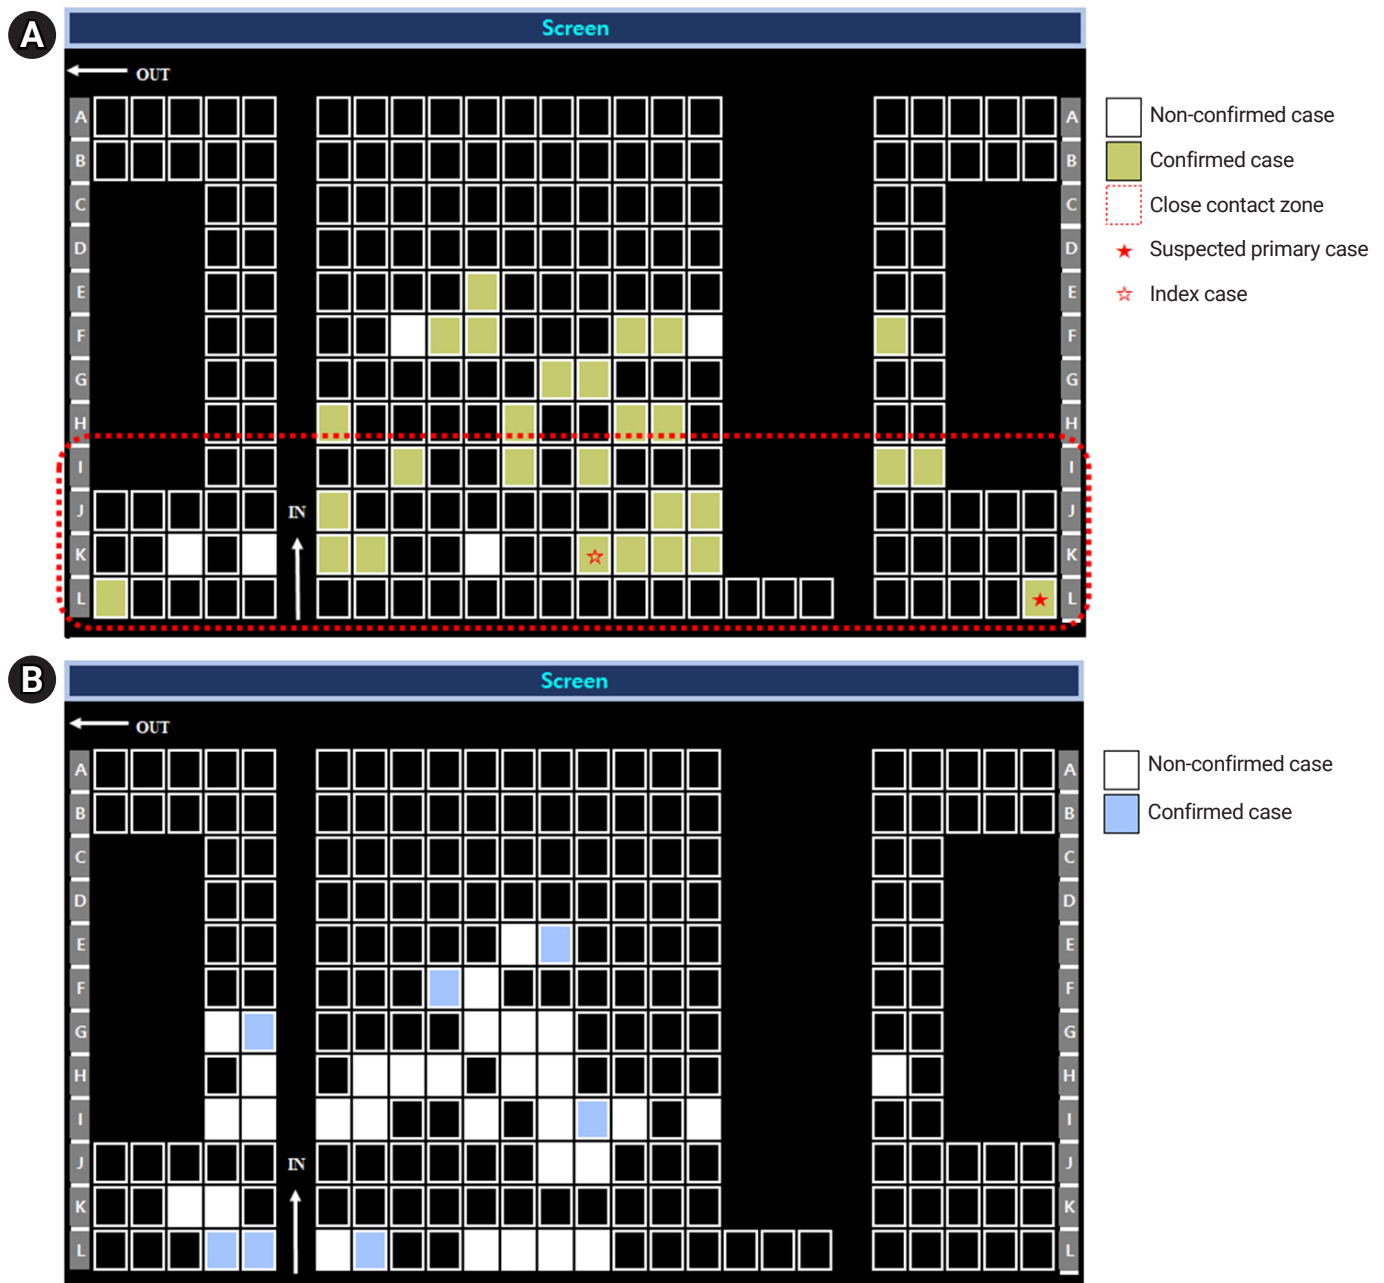 A
Screen
OUT
A A
B B
C C
D D
E E
F F
G G
H H
I I
J IN J
K K
L L
Non-confirmed case
Confirmed case
Close contact zone
★ Suspected primary case
☆ Index case
B
Screen
OUT
A A
B B
C C
D D
E E
F F
G G
H H
I I
J IN J
K K
L L
Non-confirmed case
Confirmed case